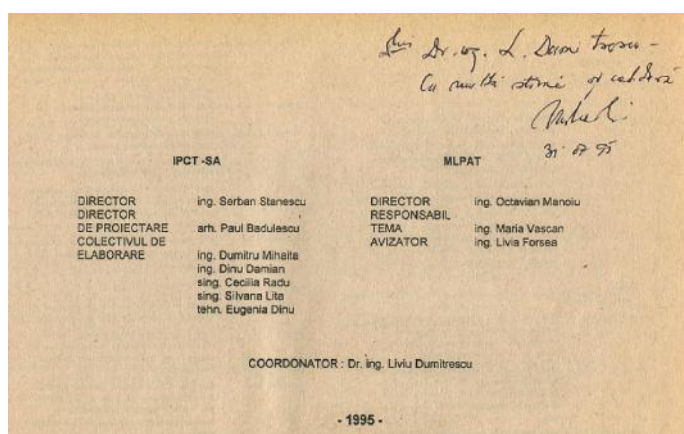 Dr. ing. L. Dumitrescu -
Cu multă stimă și căldură
31 07 95
IPCT -SA
MLPAT
DIRECTOR ing. Serban Stanescu
DIRECTOR
DE PROIECTARE arh. Paul Badulescu
COLECTIVUL DE
ELABORARE ing. Dumitru Mihaita
ing. Dinu Damian
sing. Cecilia Radu
sing. Silvana Lita
tehn. Eugenia Dinu
DIRECTOR ing. Octavian Manoiu
RESPONSABIL
TEMA ing. Maria Vascan
AVIZATOR ing. Livia Forsea
COORDONATOR : Dr. ing. Liviu Dumitrescu
- 1995 -